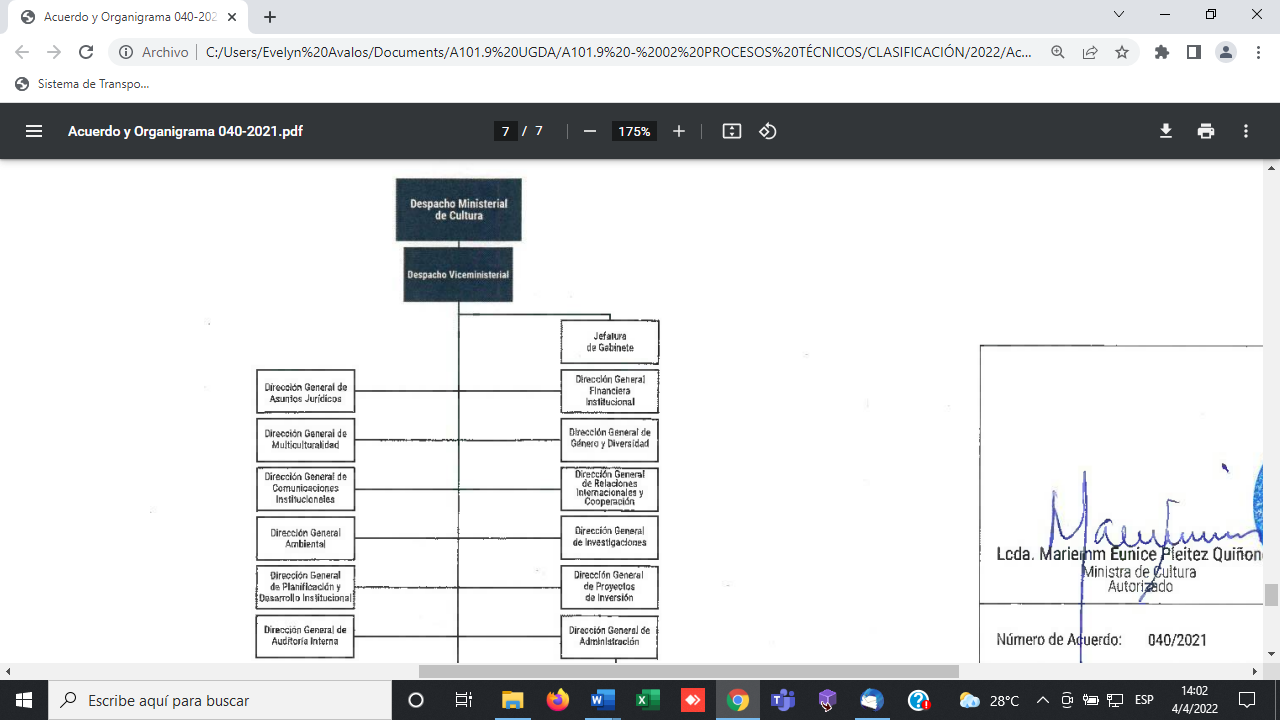 Acuerdo y Organigrama 040-202
Archivo
C:/Users/Evelyn%20Avalos/Documents/A101.9%20UGDA/A101.9%20-%2002%20PROCESOS%20TÉCNICOS/CLASIFICACIÓN/2022/Ac...
Sistema de Transpo...
Acuerdo y Organigrama 040-2021.pdf
7 / 7
175%
Despacho Ministerial
de Cultura
Despacho Viceministerial
Jefatura
de Gabinete
Dirección General de
Asuntos Jurídicos
Dirección General
Financiera
Institucional
Dirección General de
Multiculturalidad
Dirección General de
Género y Diversidad
Dirección General de
Comunicaciones
Institucionales
Dirección General
de Relaciones
Internacionales y
Cooperación
Dirección General
Ambiental
Dirección General
de Investigaciones
Dirección General
de Planificación y
Desarrollo Institucional
Dirección General
de Proyectos
de Inversión
Dirección General de
Auditoría Interna
Dirección General de
Administración
Lcda. Mariemm Eunice Pleitez Quiñon
Ministra de Cultura
Autorizado
Número de Acuerdo: 040/2021
Escribe aquí para buscar
28°C
ESP
14:02
4/4/2022